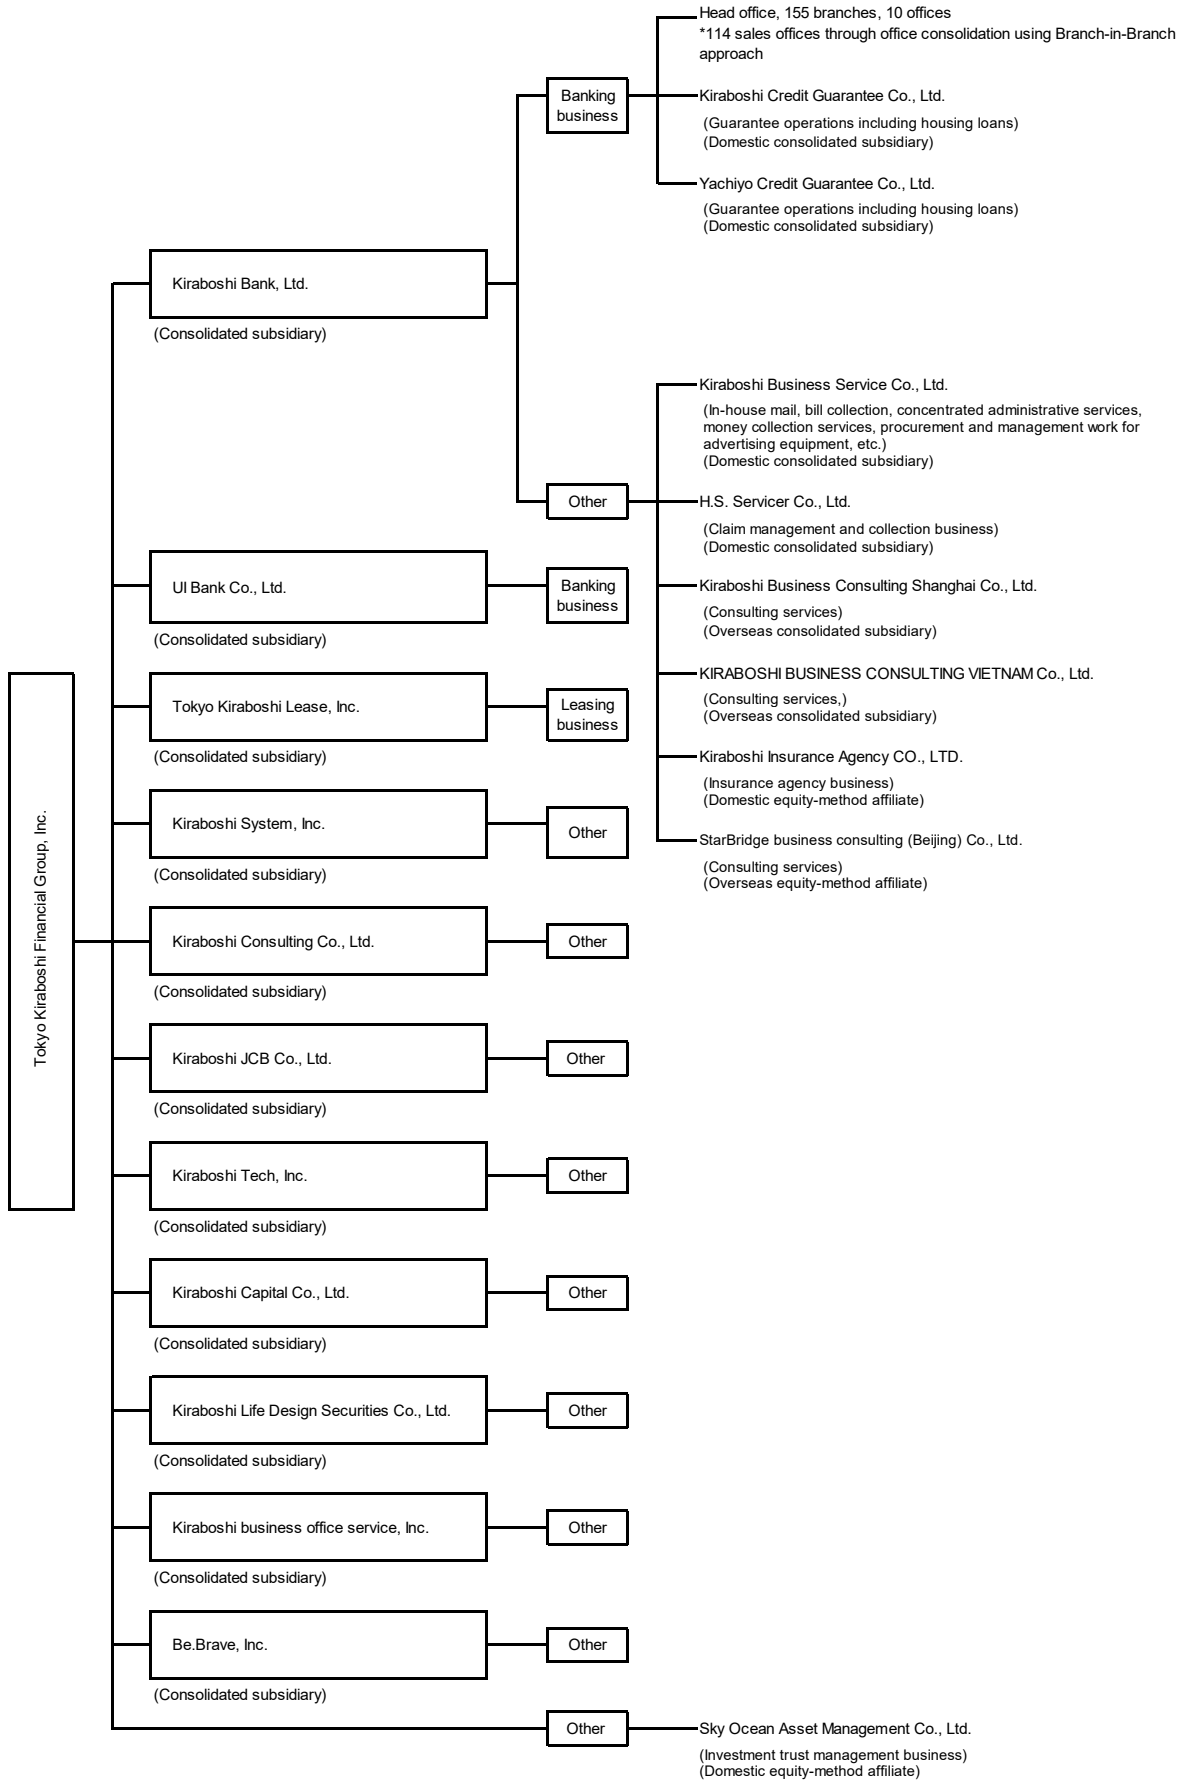 Head office, 155 branches, 10 offices
*114 sales offices through office consolidation using Branch-in-Branch
approach
Banking
business
Kiraboshi Credit Guarantee Co., Ltd.
(Guarantee operations including housing loans)
(Domestic consolidated subsidiary)
Yachiyo Credit Guarantee Co., Ltd.
(Guarantee operations including housing loans)
(Domestic consolidated subsidiary)
Kiraboshi Bank, Ltd.
(Consolidated subsidiary)
Kiraboshi Business Service Co., Ltd.
(In-house mail, bill collection, concentrated administrative services,
money collection services, procurement and management work for
advertising equipment, etc.)
(Domestic consolidated subsidiary)
Other
H.S. Servicer Co., Ltd.
(Claim management and collection business)
(Domestic consolidated subsidiary)
UI Bank Co., Ltd.
(Consolidated subsidiary)
Banking
business
Kiraboshi Business Consulting Shanghai Co., Ltd.
(Consulting services)
(Overseas consolidated subsidiary)
Tokyo Kiraboshi Lease, Inc.
(Consolidated subsidiary)
Leasing
business
KIRABOSHI BUSINESS CONSULTING VIETNAM Co., Ltd.
(Consulting services,)
(Overseas consolidated subsidiary)
Kiraboshi Insurance Agency CO., LTD.
(Insurance agency business)
(Domestic equity-method affiliate)
Kiraboshi System, Inc.
(Consolidated subsidiary)
Other
StarBridge business consulting (Beijing) Co., Ltd.
(Consulting services)
(Overseas equity-method affiliate)
Tokyo Kiraboshi Financial Group, Inc.
Kiraboshi Consulting Co., Ltd.
(Consolidated subsidiary)
Other
Kiraboshi JCB Co., Ltd.
(Consolidated subsidiary)
Other
Kiraboshi Tech, Inc.
(Consolidated subsidiary)
Other
Kiraboshi Capital Co., Ltd.
(Consolidated subsidiary)
Other
Kiraboshi Life Design Securities Co., Ltd.
(Consolidated subsidiary)
Other
Kiraboshi business office service, Inc.
(Consolidated subsidiary)
Other
Be.Brave, Inc.
(Consolidated subsidiary)
Other
Other
Sky Ocean Asset Management Co., Ltd.
(Investment trust management business)
(Domestic equity-method affiliate)